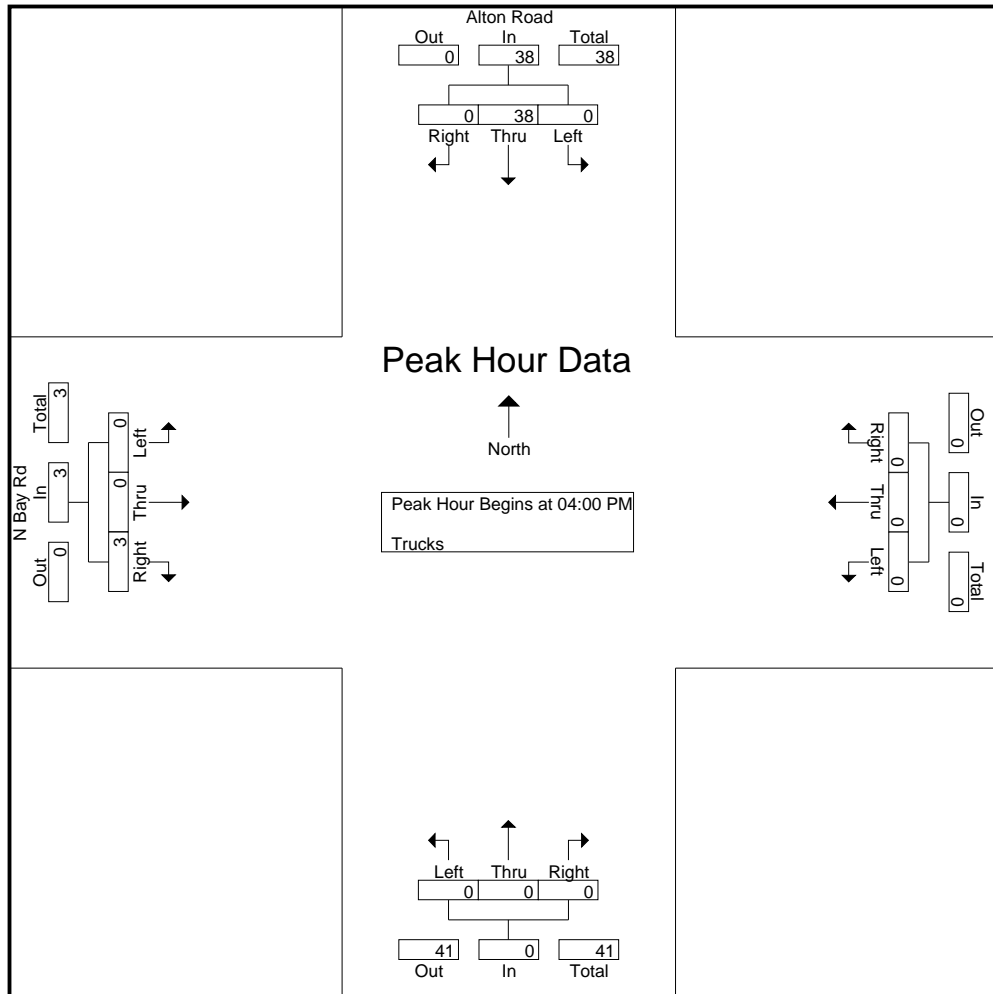 Alton Road
Out In Total
0 38 38
0 38 0
Right Thru Left
Peak Hour Data
North
Peak Hour Begins at 04:00 PM
Trucks
N Bay Rd
Out In Total
0 3 3
Left Thru Right
0 0 3
Right Thru Left
0 0 0
Out In Total
0 0 0
Left Thru Right
0 0 0
41 0 41
Out In Total